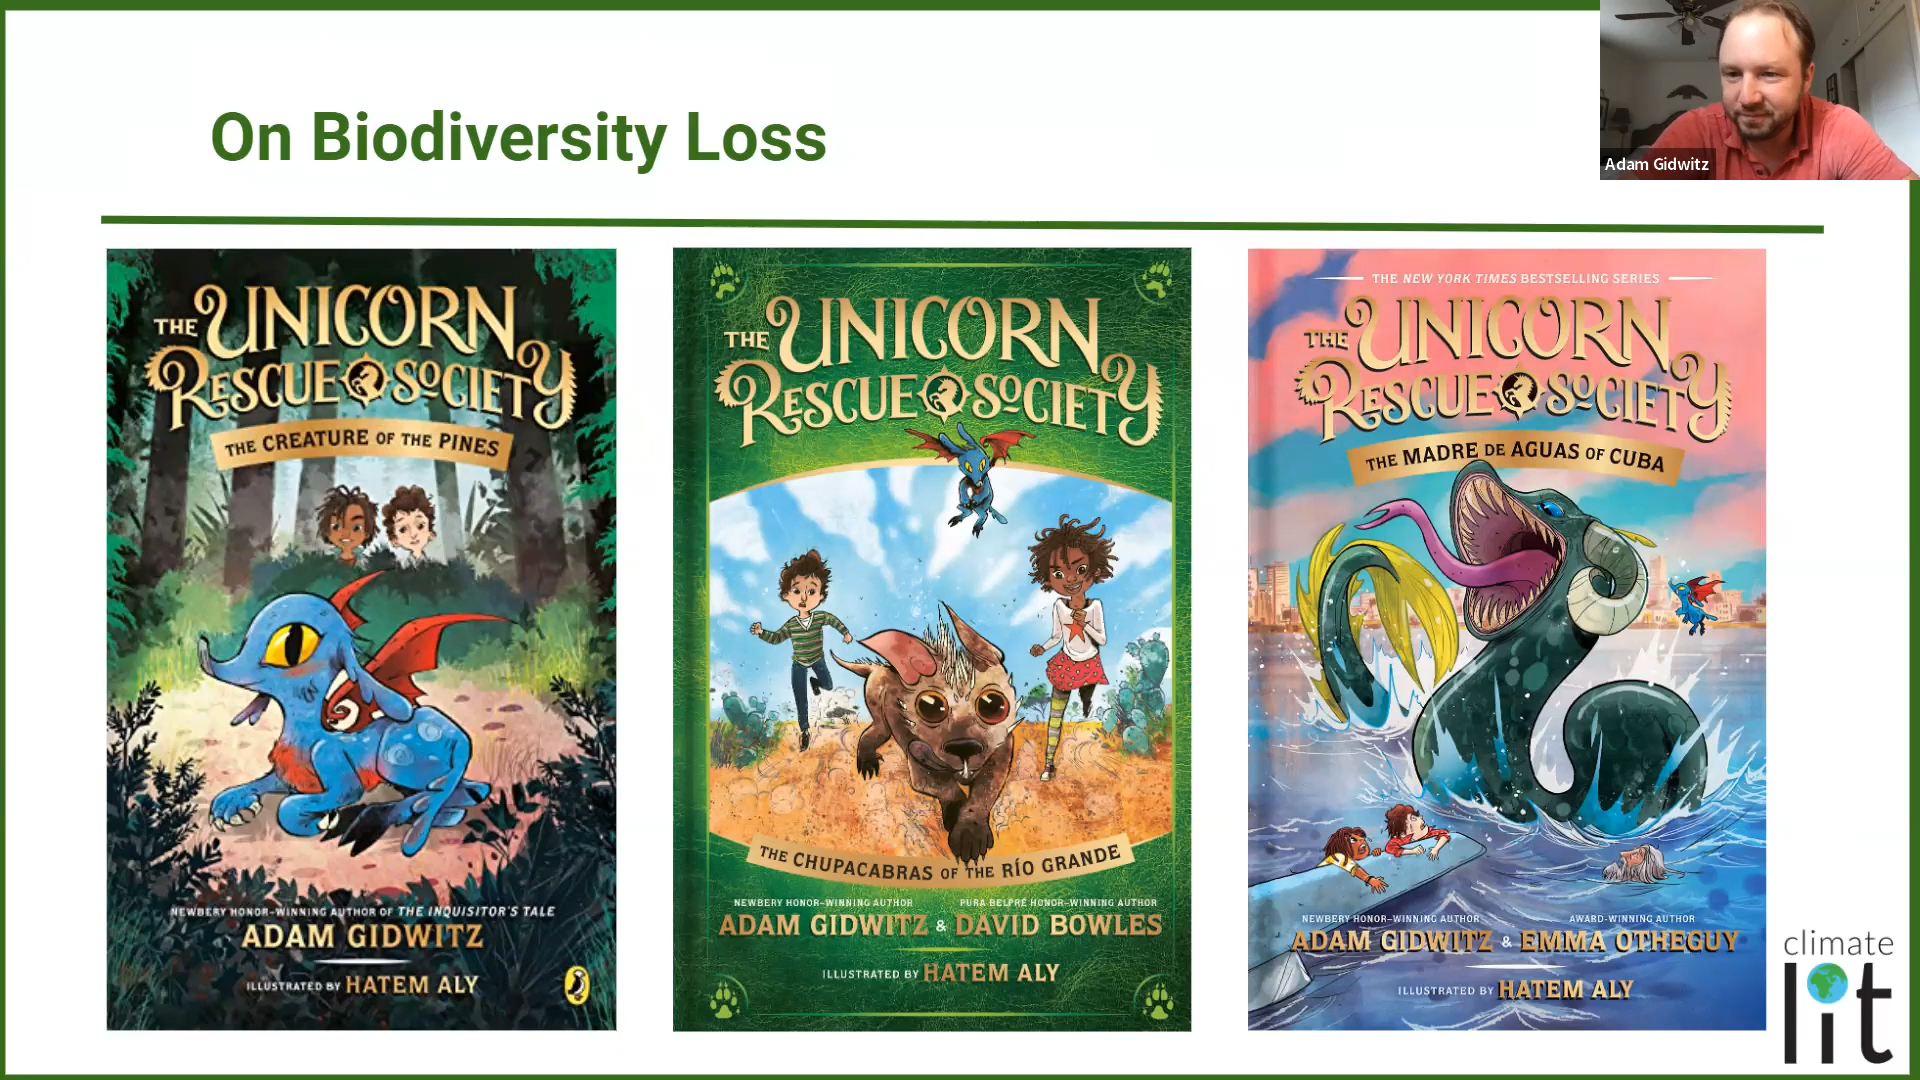 On Biodiversity Loss
Adam Gidwitz
THE UNICORN
RESCUE SOCIETY
THE CREATURE OF THE PINES
NEWBERY HONOR–WINNING AUTHOR OF THE INQUISITOR'S TALE
ADAM GIDWITZ
ILLUSTRATED BY HATEM ALY
THE UNICORN
RESCUE SOCIETY
THE CHUPACABRAS OF THE RÍO GRANDE
NEWBERY HONOR–WINNING AUTHOR PURA BELPRÉ HONOR–WINNING AUTHOR
ADAM GIDWITZ & DAVID BOWLES
ILLUSTRATED BY HATEM ALY
THE NEW YORK TIMES BESTSELLING SERIES
THE UNICORN
RESCUE SOCIETY
THE MADRE DE AGUAS OF CUBA
NEWBERY HONOR–WINNING AUTHOR AWARD-WINNING AUTHOR
ADAM GIDWITZ & EMMA OTHEGUY
ILLUSTRATED BY HATEM ALY
climate
lit